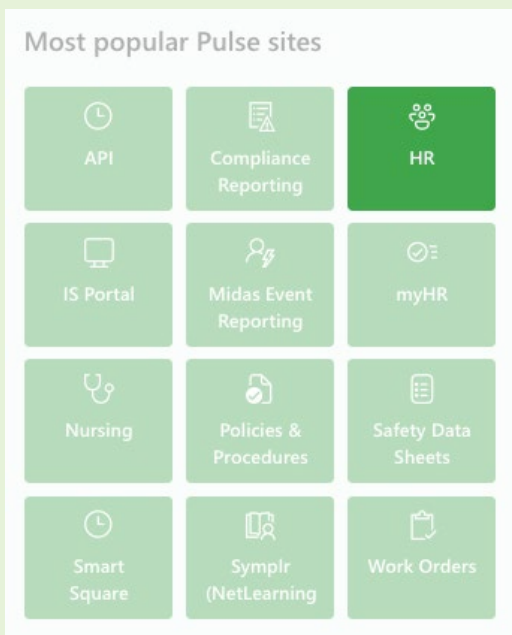 Most popular Pulse sites
API
Compliance
Reporting
HR
IS Portal
Midas Event
Reporting
myHR
Nursing
Policies &
Procedures
Safety Data
Sheets
Smart
Square
Symplr
(NetLearning
Work Orders